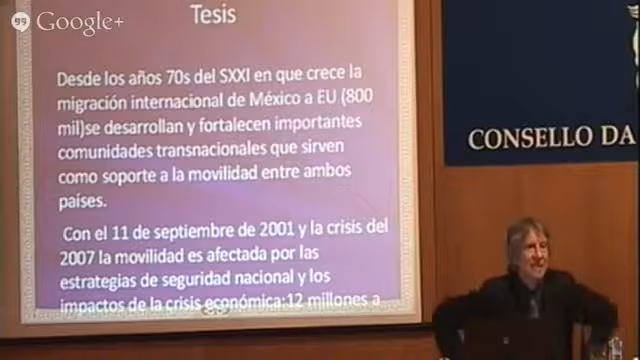 Google+
Tesis
Desde los años 70s del SXXI en que crece la
migración internacional de México a EU (800
mil)se desarrollan y fortalecen importantes
comunidades transnacionales que sirven
como soporte a la movilidad entre ambos
países.
Con el 11 de septiembre de 2001 y la crisis del
2007 la movilidad es afectada por las
estrategias de seguridad nacional y los
impactos de la crisis económica:12 millones a
CONSELLO DA